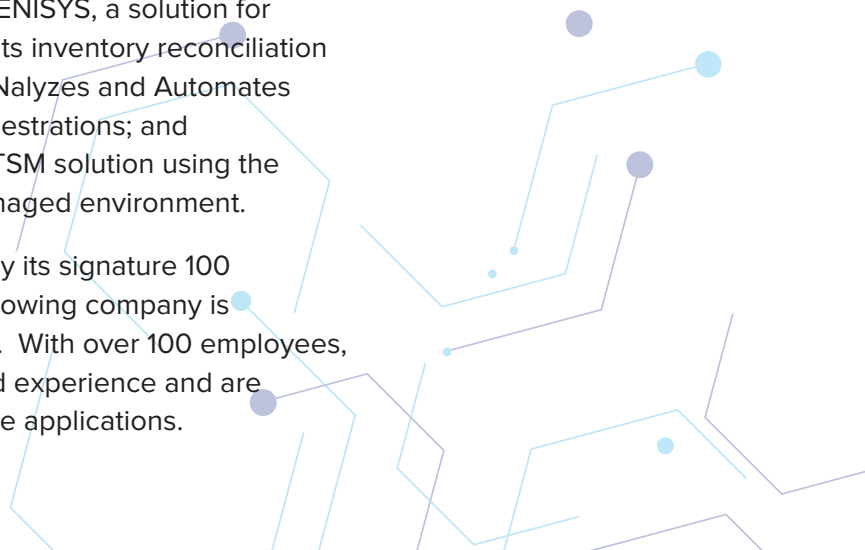 ENISYS, a solution for
ts inventory reconciliation
Nalyzes and Automates
estrations; and
TSM solution using the
naged environment.
y its signature 100
owing company is
. With over 100 employees,
d experience and are
e applications.